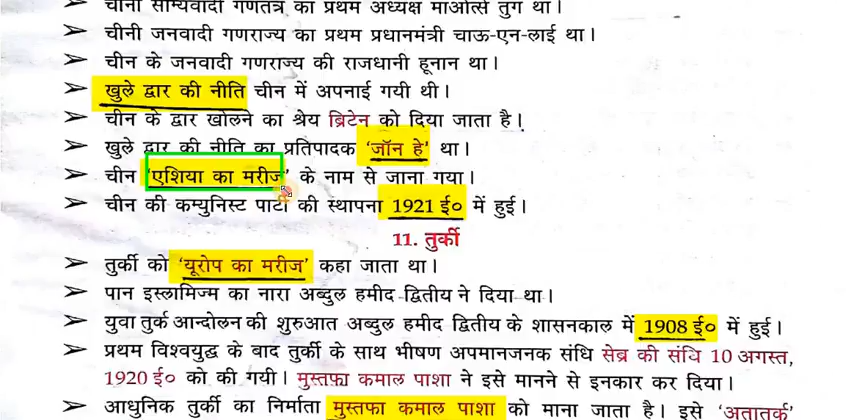 चीनी साम्यवादी गणतंत्र का प्रथम अध्यक्ष माओत्से तुंग था।
➤ चीनी जनवादी गणराज्य का प्रथम प्रधानमंत्री चाऊ-एन-लाई था।
➤ चीन के जनवादी गणराज्य की राजधानी हूनान था।
➤ खुले द्वार की नीति चीन में अपनाई गयी थी।
➤ चीन के द्वार खोलने का श्रेय ब्रिटेन को दिया जाता है।
➤ खुले द्वार की नीति का प्रतिपादक 'जॉन हे' था।
➤ चीन 'एशिया का मरीज' के नाम से जाना गया।
➤ चीन की कम्युनिस्ट पार्टी की स्थापना 1921 ई० में हुई।
11. तुर्की
➤ तुर्की को 'यूरोप का मरीज' कहा जाता था।
➤ पान इस्लामिज्म का नारा अब्दुल हमीद द्वितीय ने दिया था।
➤ युवा तुर्क आन्दोलन की शुरुआत अब्दुल हमीद द्वितीय के शासनकाल में 1908 ई० में हुई।
➤ प्रथम विश्वयुद्ध के बाद तुर्की के साथ भीषण अपमानजनक संधि सेब्र की संधि 10 अगस्त,
1920 ई० को की गयी। मुस्तफा कमाल पाशा ने इसे मानने से इनकार कर दिया।
➤ आधुनिक तुर्की का निर्माता मुस्तफा कमाल पाशा को माना जाता है। इसे 'अतातुर्क'